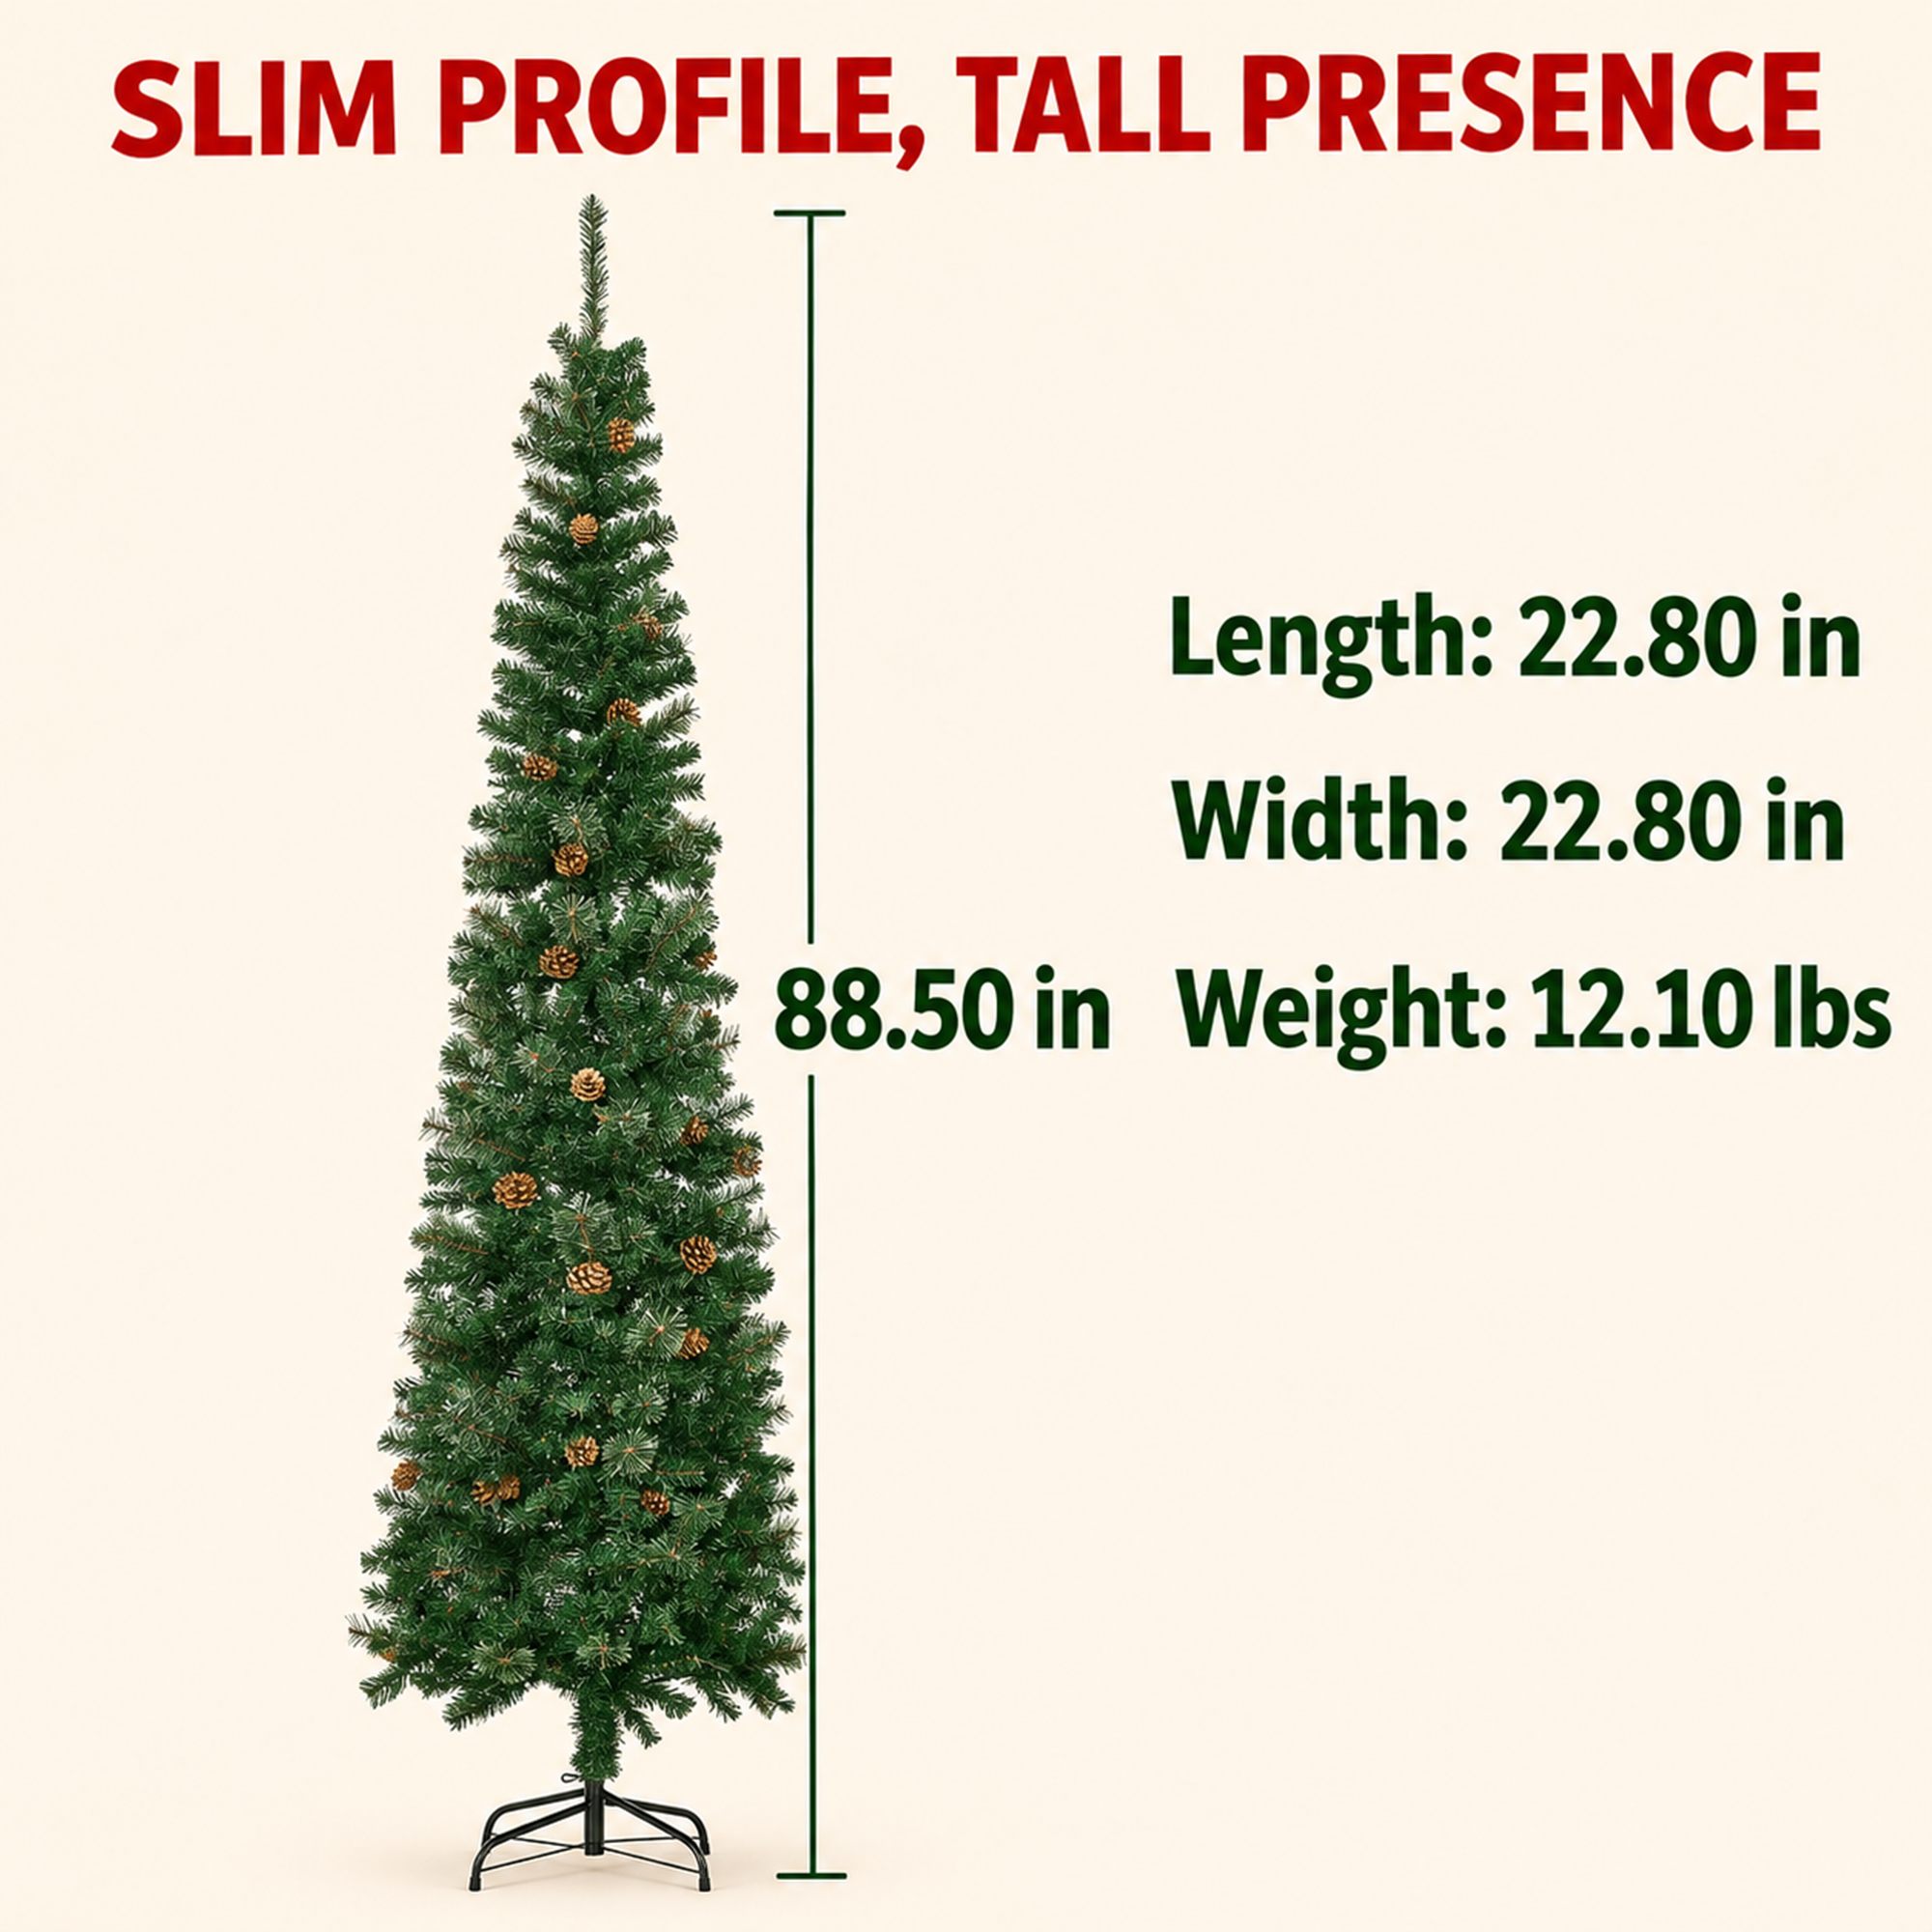 SLIM PROFILE, TALL PRESENCE
Length: 22.80 in
Width: 22.80 in
88.50 in
Weight: 12.10 lbs